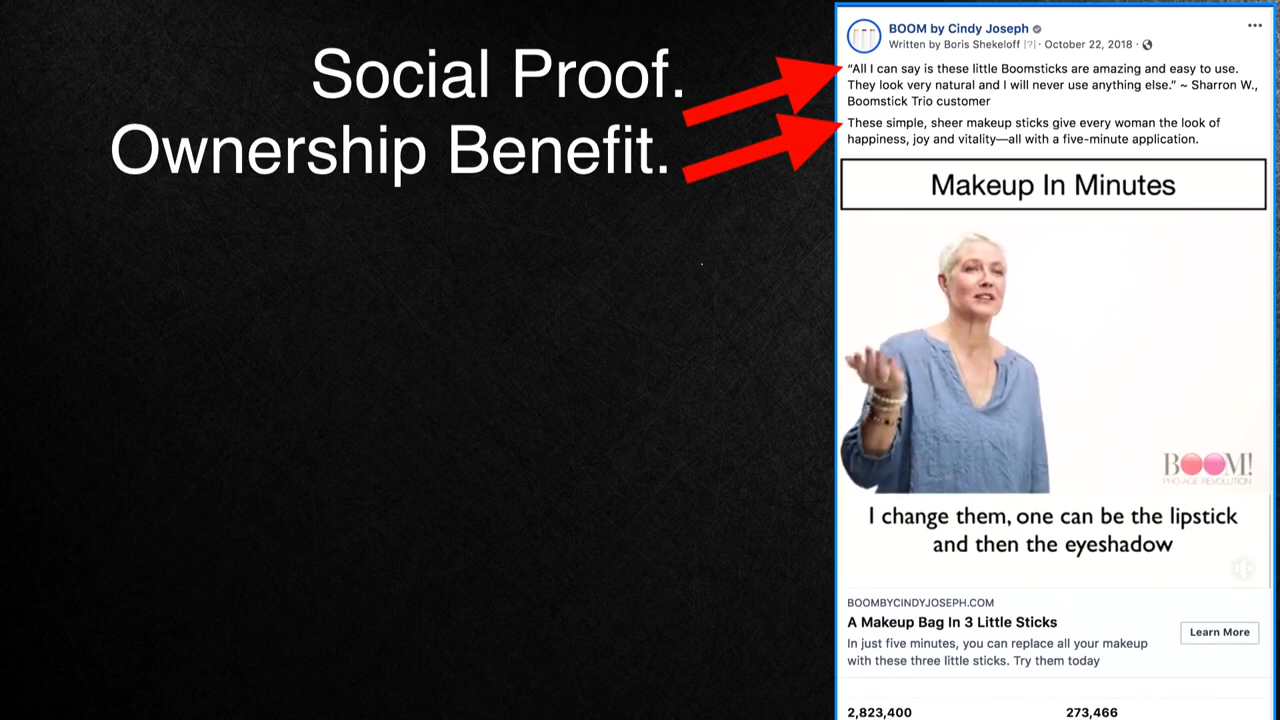 Social Proof.
Ownership Benefit.
BOOM by Cindy Joseph
Written by Boris Shekeloff [?] · October 22, 2018 ·
“All I can say is these little Boomsticks are amazing and easy to use.
They look very natural and I will never use anything else.” ~ Sharron W.,
Boomstick Trio customer
These simple, sheer makeup sticks give every woman the look of
happiness, joy and vitality—all with a five-minute application.
Makeup In Minutes
BOOM!
PRO AGE REVOLUTION
I change them, one can be the lipstick
and then the eyeshadow
BOOMBYCINDYJOSEPH.COM
A Makeup Bag In 3 Little Sticks
Learn More
In just five minutes, you can replace all your makeup
with these three little sticks. Try them today
2,823,400
273,466